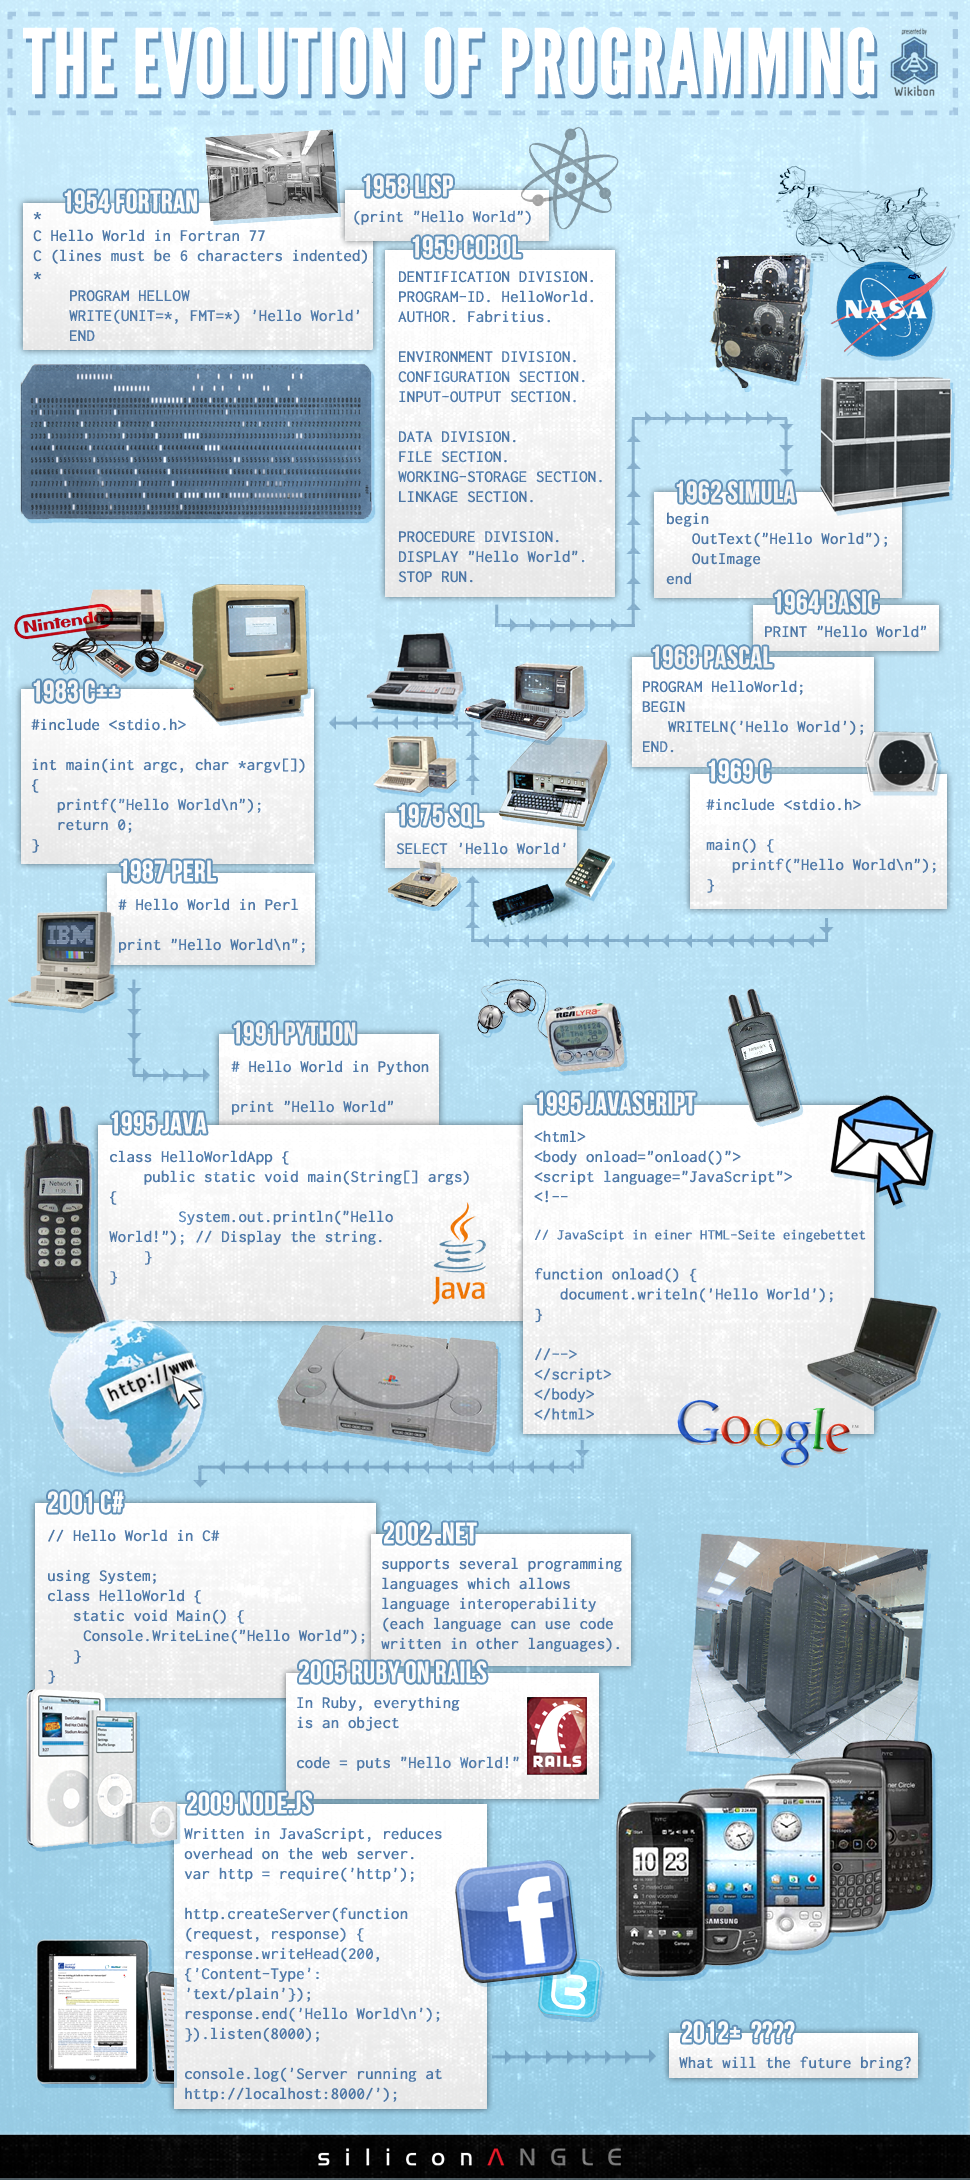 THE EVOLUTION OF PROGRAMMING
presented by
Wikibon
1954 FORTRAN
*
C Hello World in Fortran 77
C (lines must be 6 characters indented)
*
PROGRAM HELLOW
WRITE(UNIT=*, FMT=*) 'Hello World'
END
1958 LISP
(print "Hello World")
1959 COBOL
DENTIFICATION DIVISION.
PROGRAM-ID. HelloWorld.
AUTHOR. Fabritius.
ENVIRONMENT DIVISION.
CONFIGURATION SECTION.
INPUT-OUTPUT SECTION.
DATA DIVISION.
FILE SECTION.
WORKING-STORAGE SECTION.
LINKAGE SECTION.
PROCEDURE DIVISION.
DISPLAY "Hello World".
STOP RUN.
NASA
1962 SIMULA
begin
OutText("Hello World");
OutImage
end
1964 BASIC
PRINT "Hello World"
1968 PASCAL
PROGRAM HelloWorld;
BEGIN
WRITELN('Hello World');
END.
1969 C
#include <stdio.h>
main() {
printf("Hello World\n");
}
1975 SQL
SELECT 'Hello World'
Nintendo
1983 C++
#include <stdio.h>
int main(int argc, char *argv[])
{
printf("Hello World\n");
return 0;
}
1987 PERL
# Hello World in Perl
print "Hello World\n";
IBM
1991 PYTHON
# Hello World in Python
print "Hello World"
RCA LYRA
1995 JAVA
class HelloWorldApp {
public static void main(String[] args)
{
System.out.println("Hello
World!"); // Display the string.
}
}
Java
Network
Network
1995 JAVASCRIPT
<html>
<body onload="onload()">
<script language="JavaScript">
<!--
// JavaScipt in einer HTML-Seite eingebettet
function onload() {
document.writeln('Hello World');
}
//-->
</script>
</body>
</html>
http://www.
SONY
Google
2001 C#
// Hello World in C#
using System;
class HelloWorld {
static void Main() {
Console.WriteLine("Hello World");
}
}
2002 .NET
supports several programming
languages which allows
language interoperability
(each language can use code
written in other languages).
2005 RUBY ON RAILS
In Ruby, everything
is an object
code = puts "Hello World!"
RAILS
2009 NODE.JS
Written in JavaScript, reduces
overhead on the web server.
var http = require('http');
http.createServer(function
(request, response) {
response.writeHead(200,
{'Content-Type':
'text/plain'});
response.end('Hello World\n');
}).listen(8000);
console.log('Server running at
http://localhost:8000/');
f
t
10 23
SAMSUNG
BlackBerry
2012+ ????
What will the future bring?
siliconANGLE